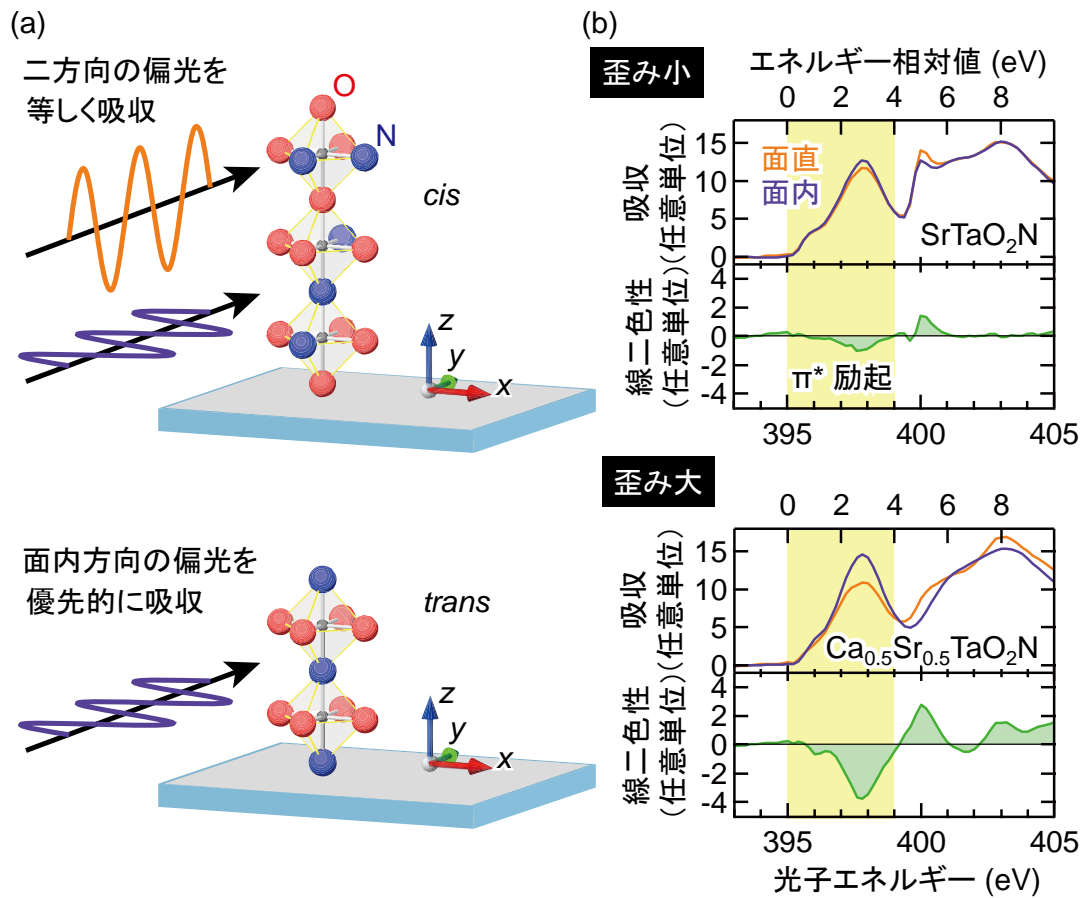 (a)
二方向の偏光を
等しく吸収
O
N
cis
z
y
x
面内方向の偏光を
優先的に吸収
trans
z
y
x
(b)
歪み小
エネルギー相対値 (eV)
0 2 4 6 8
吸収
(任意単位)
15
10
5
0
面直
面内
SrTaO2N
線二色性
(任意単位)
4
2
0
-2
-4
π* 励起
395 400 405
歪み大
0 2 4 6 8
吸収
(任意単位)
15
10
5
0
Ca0.5Sr0.5TaO2N
線二色性
(任意単位)
4
2
0
-2
-4
395 400 405
光子エネルギー (eV)